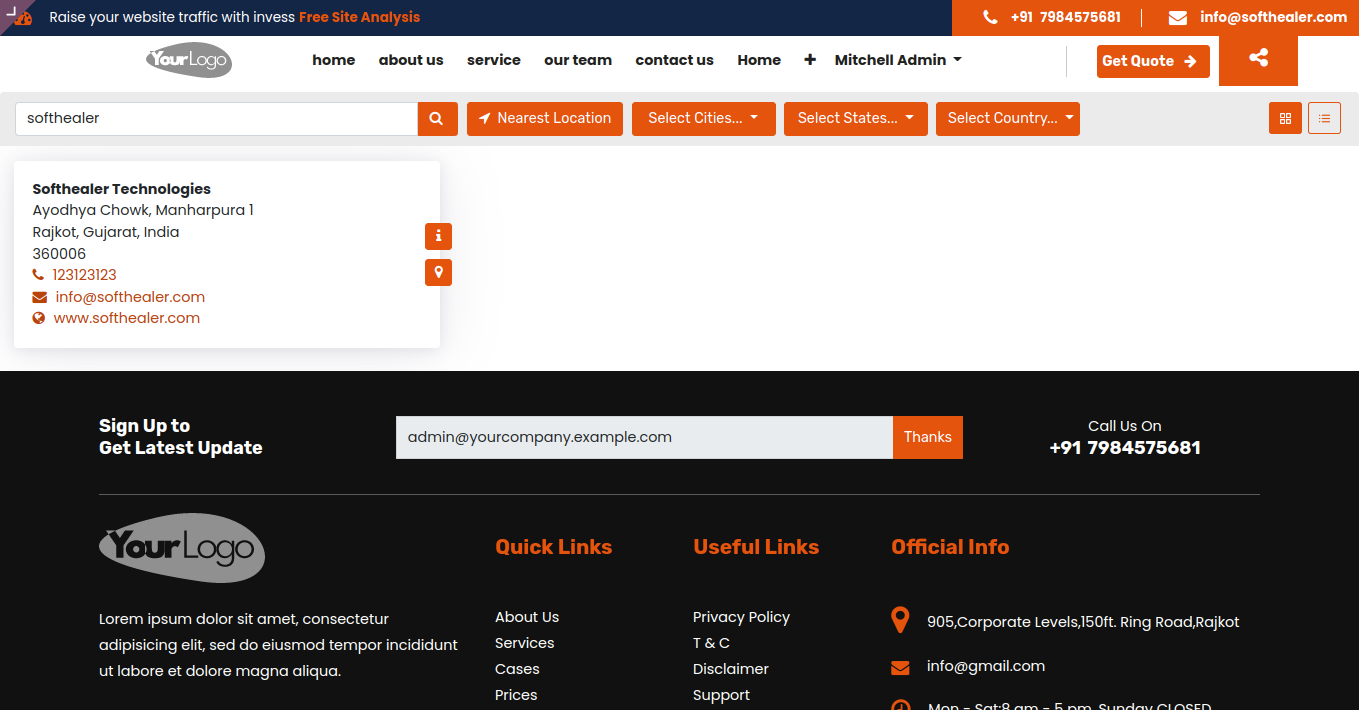 Raise your website traffic with invess Free Site Analysis
+91 7984575681
info@softhealer.com
YourLogo
home
about us
service
our team
contact us
Home
Mitchell Admin
Get Quote
softhealer
Nearest Location
Select Cities...
Select States...
Select Country...
Softhealer Technologies
Ayodhya Chowk, Manharpura 1
Rajkot, Gujarat, India
360006
123123123
info@softhealer.com
www.softhealer.com
Sign Up to
Get Latest Update
admin@yourcompany.example.com
Thanks
Call Us On
+91 7984575681
YourLogo
Lorem ipsum dolor sit amet, consectetur
adipisicing elit, sed do eiusmod tempor incididunt
ut labore et dolore magna aliqua.
Quick Links
About Us
Services
Cases
Prices
Useful Links
Privacy Policy
T & C
Disclaimer
Support
Official Info
905,Corporate Levels,150ft. Ring Road,Rajkot
info@gmail.com
Mon - Sat:8 am - 5 pm, Sunday CLOSED